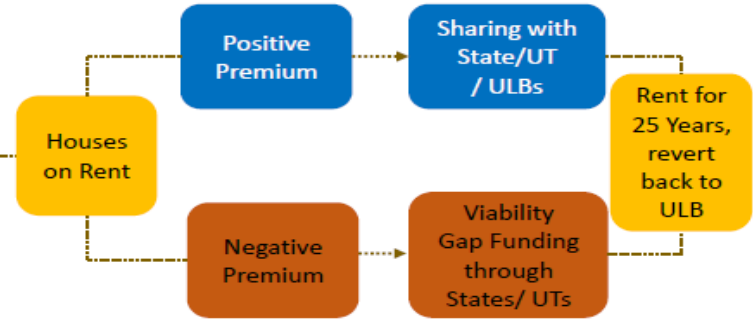 Positive
Premium
Sharing with
State/UT
/ ULBs
Houses
on Rent
Rent for
25 Years,
revert
back to
ULB
Negative
Premium
Viability
Gap Funding
through
States/ UTs